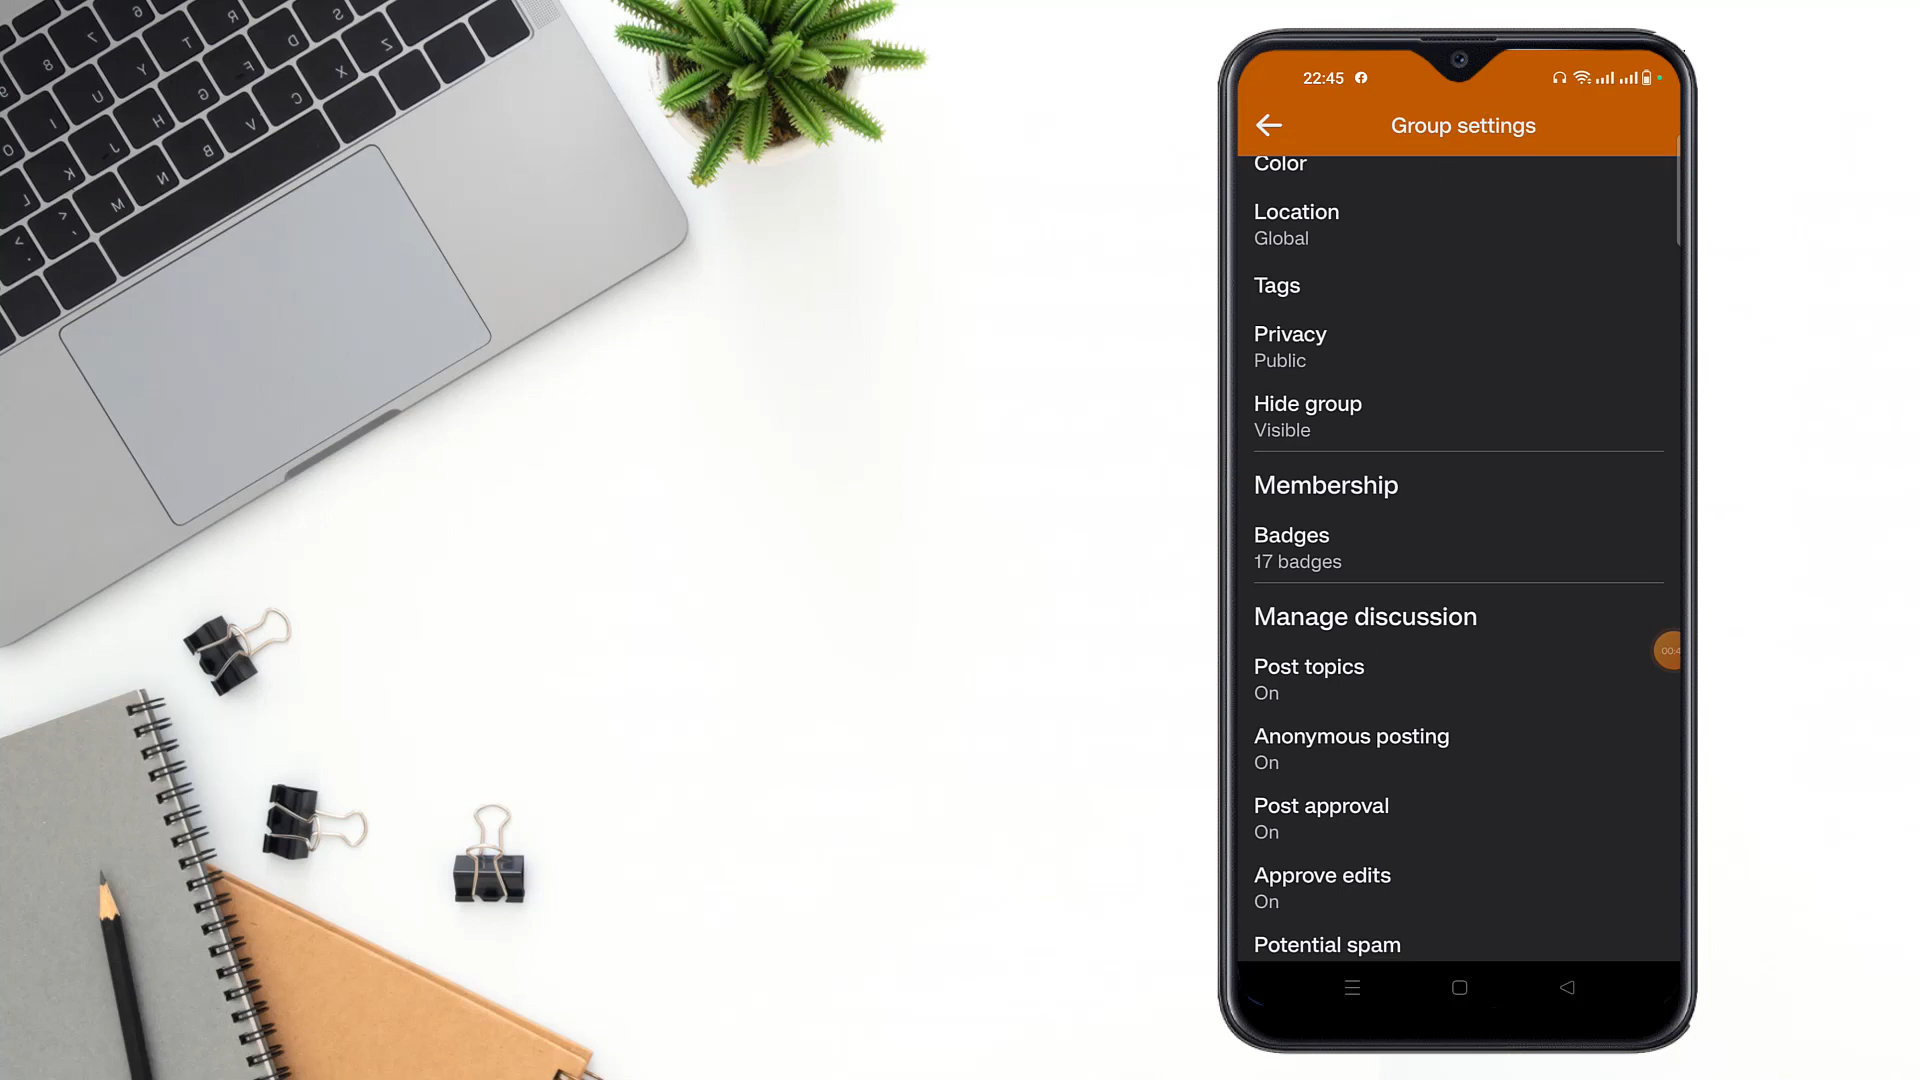 22:45
Group settings
Color
Location
Global
Tags
Privacy
Public
Hide group
Visible
Membership
Badges
17 badges
Manage discussion
Post topics
On
Anonymous posting
On
Post approval
On
Approve edits
On
Potential spam